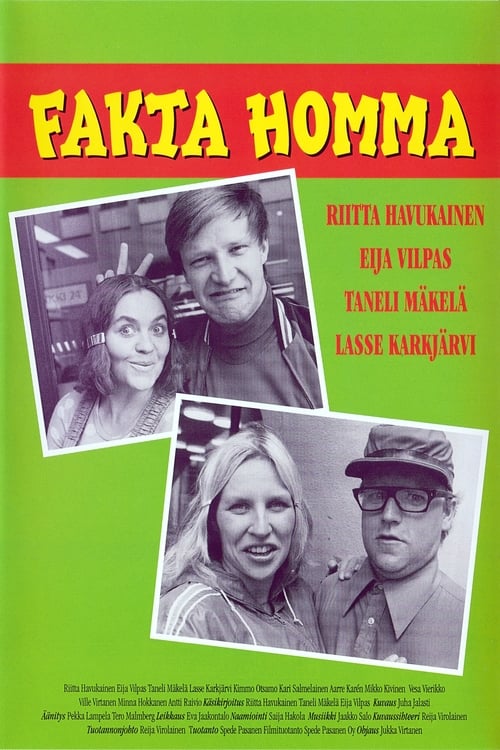 FAKTA HOMMA
RIITTA HAVUKAINEN
EIJA VILPAS
TANELI MÄKELÄ
LASSE KARKJÄRVI
Riitta Havukainen Eija Vilpas Taneli Mäkelä Lasse Karkjärvi Kimmo Otsamo Kari Salmelainen Aarre Karén Mikko Kivinen Vesa Vierikko
Ville Virtanen Minna Hokkanen Antti Raivio Käsikirjoitus Riitta Havukainen Taneli Mäkelä Eija Vilpas Kuvaus Juha Jalasti
Äänitys Pekka Lampela Tero Malmberg Leikkaus Eva Jaakontalo Naamiointi Saija Hakola Musiikki Jaakko Salo Kuvaussihteeri Reija Virolainen
Tuotannonjohto Reija Virolainen Tuotanto Spede Pasanen Filmituotanto Spede Pasanen Oy Ohjaus Jukka Virtanen